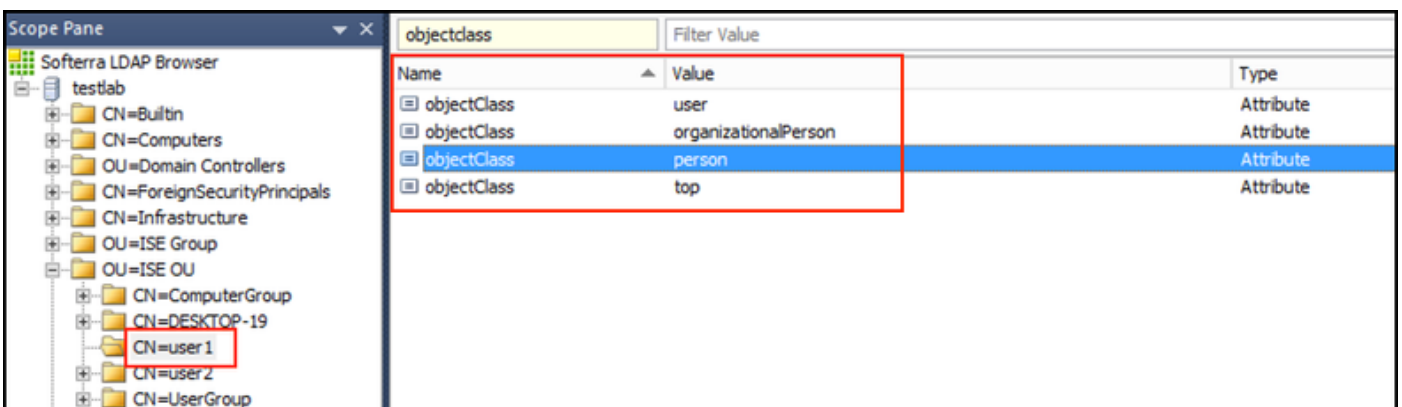 Scope Pane
Softerra LDAP Browser
testlab
CN=Builtin
CN=Computers
OU=Domain Controllers
CN=ForeignSecurityPrincipals
CN=Infrastructure
OU=ISE Group
OU=ISE OU
CN=ComputerGroup
CN=DESKTOP-19
CN=user1
CN=user2
CN=UserGroup
objectclass Filter Value
Name Value Type
objectClass user Attribute
objectClass organizationalPerson Attribute
objectClass person Attribute
objectClass top Attribute